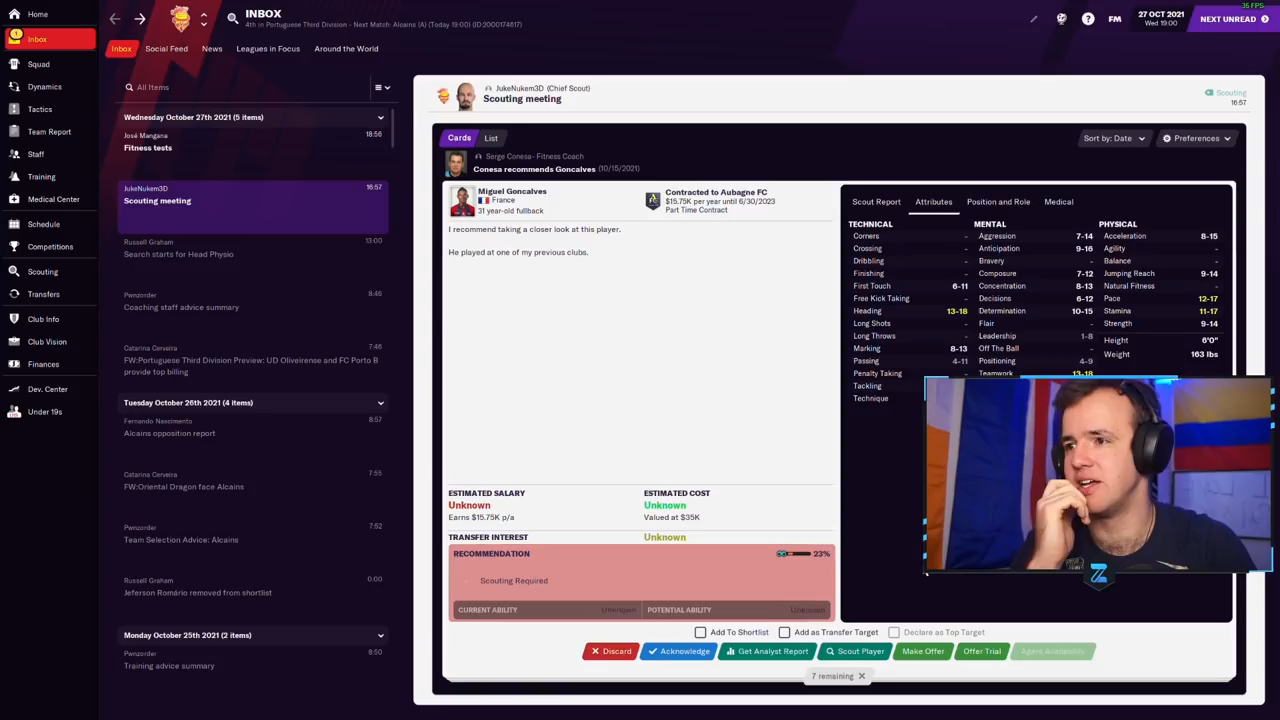 36 FPS
Home
Inbox
Squad
Dynamics
Tactics
Team Report
Staff
Training
Medical Center
Schedule
Competitions
Scouting
Transfers
Club Info
Club Vision
Finances
Dev. Center
Under 19s
INBOX
4th in Portuguese Third Division - Next Match: Alcains (A) (Today 19:00) (ID:2000174617)
FM
27 OCT 2021
Wed 19:00
NEXT UNREAD
Inbox
Social Feed
News
Leagues in Focus
Around the World
All Items
Wednesday October 27th 2021 (5 items)
José Mangana 18:56
Fitness tests
JukeNukem3D 16:57
Scouting meeting
Russell Graham 13:00
Search starts for Head Physio
Pwnzorder 8:46
Coaching staff advice summary
Catarina Cerveira 7:46
FW:Portuguese Third Division Preview: UD Oliveirense and FC Porto B
provide top billing
Tuesday October 26th 2021 (4 items)
Fernando Nascimento 8:57
Alcains opposition report
Catarina Cerveira 7:55
FW:Oriental Dragon face Alcains
Pwnzorder 7:52
Team Selection Advice: Alcains
Russell Graham 0:00
Jeferson Romário removed from shortlist
Monday October 25th 2021 (2 items)
Pwnzorder 8:50
Training advice summary
JukeNukem3D (Chief Scout)
Scouting meeting
Scouting
16:57
Cards
List
Sort by: Date
Preferences
Serge Conesa- Fitness Coach
Conesa recommends Goncalves (10/15/2021)
Miguel Goncalves
France
31 year-old fullback
Contracted to Aubagne FC
$15.75K per year until 6/30/2023
Part Time Contract
I recommend taking a closer look at this player.
He played at one of my previous clubs.
ESTIMATED SALARY
Unknown
Earns $15.75K p/a
ESTIMATED COST
Unknown
Valued at $35K
TRANSFER INTEREST Unknown
RECOMMENDATION 23%
- Scouting Required
CURRENT ABILITY Unknown
POTENTIAL ABILITY Unknown
Scout Report
Attributes
Position and Role
Medical
TECHNICAL
Corners -
Crossing -
Dribbling -
Finishing -
First Touch 6-11
Free Kick Taking -
Heading 13-18
Long Shots -
Long Throws -
Marking 8-13
Passing 4-11
Penalty Taking -
Tackling
Technique
MENTAL
Aggression 7-14
Anticipation 9-16
Bravery -
Composure 7-12
Concentration 8-13
Decisions 6-12
Determination 10-15
Flair -
Leadership 1-8
Off The Ball -
Positioning 4-9
Teamwork 13-18
PHYSICAL
Acceleration 8-15
Agility -
Balance -
Jumping Reach 9-14
Natural Fitness -
Pace 12-17
Stamina 11-17
Strength 9-14
Height 6'0"
Weight 163 lbs
Add To Shortlist
Add as Transfer Target
Declare as Top Target
Discard
Acknowledge
Get Analyst Report
Scout Player
Make Offer
Offer Trial
Agent Availability
7 remaining